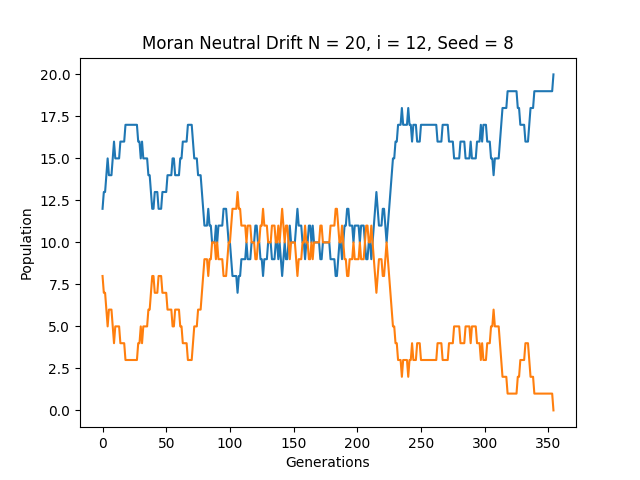 Moran Neutral Drift N = 20, i = 12, Seed = 8
20.0
17.5
15.0
12.5
10.0
7.5
5.0
2.5
0.0
Population
0 50 100 150 200 250 300 350
Generations